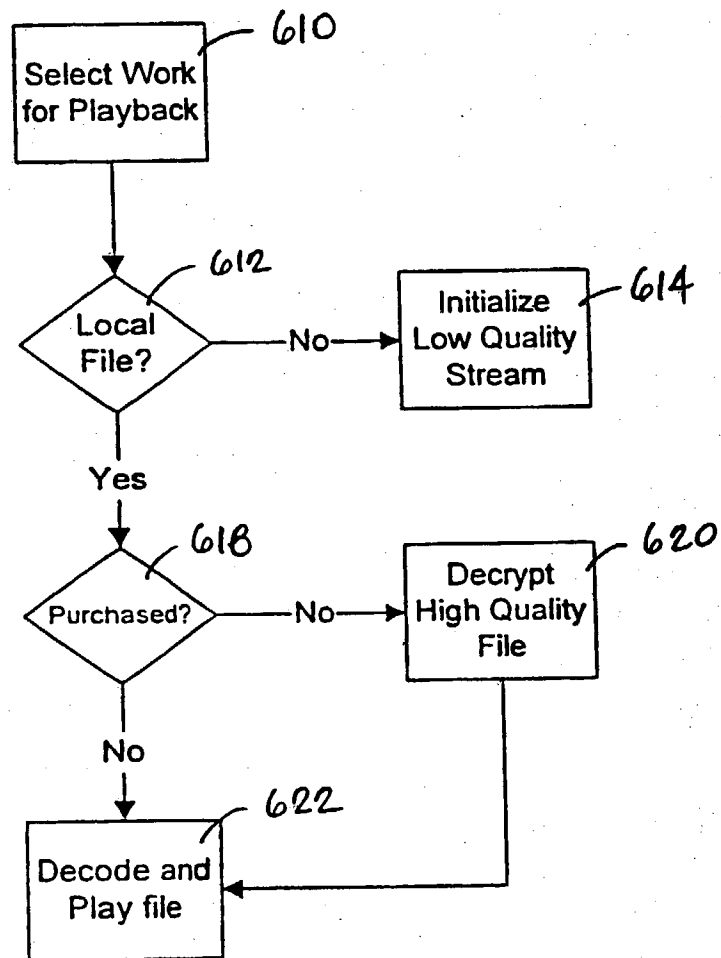 610
Select Work
for Playback
612
Local
File?
No
Initialize
Low Quality
Stream
614
Yes
618
Purchased?
No
Decrypt
High Quality
File
620
No
622
Decode and
Play file